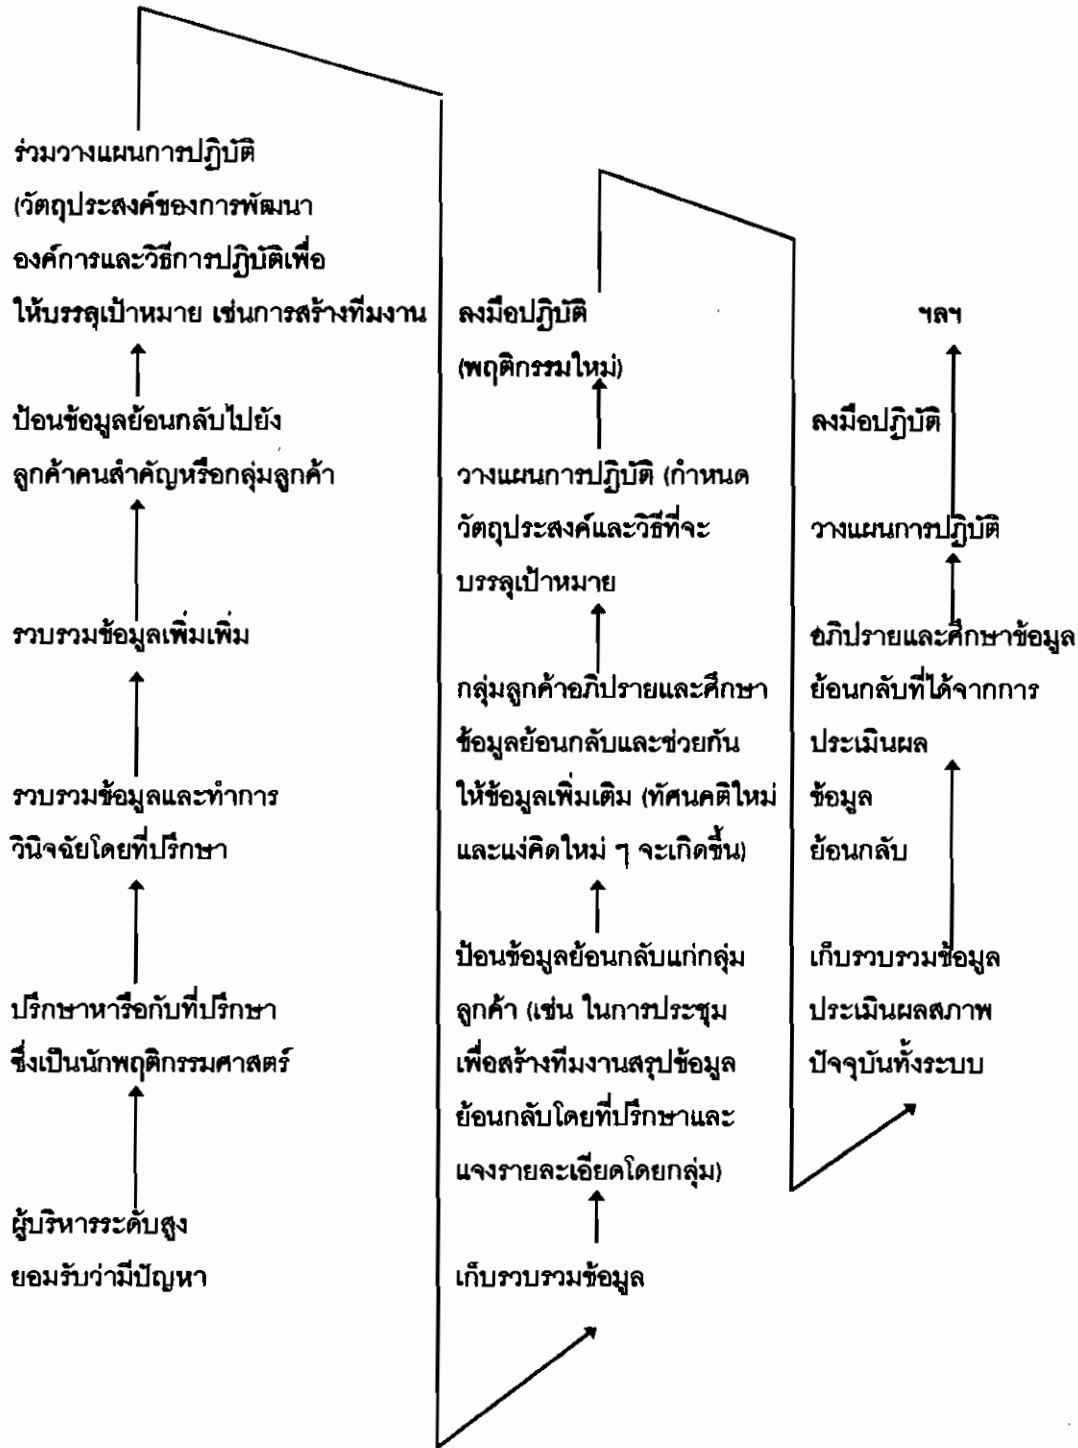 ร่วมวางแผนการปฏิบัติ
(วัตถุประสงค์ของการพัฒนา
องค์การและวิธีการปฏิบัติเพื่อ
ให้บรรลุเป้าหมาย เช่นการสร้างทีมงาน
ป้อนข้อมูลย้อนกลับไปยัง
ลูกค้าคนสำคัญหรือกลุ่มลูกค้า
รวบรวมข้อมูลเพิ่มเพิ่ม
รวบรวมข้อมูลและทำการ
วินิจฉัยโดยที่ปรึกษา
ปรึกษาหารือกับที่ปรึกษา
ซึ่งเป็นนักพฤติกรรมศาสตร์
ผู้บริหารระดับสูง
ยอมรับว่ามีปัญหา
ลงมือปฏิบัติ
(พฤติกรรมใหม่)
วางแผนการปฏิบัติ (กำหนด
วัตถุประสงค์และวิธีที่จะ
บรรลุเป้าหมาย
กลุ่มลูกค้าอภิปรายและศึกษา
ข้อมูลย้อนกลับและช่วยกัน
ให้ข้อมูลเพิ่มเติม (ทัศนคติใหม่
และแง่คิดใหม่ ๆ จะเกิดขึ้น)
ป้อนข้อมูลย้อนกลับแก่กลุ่ม
ลูกค้า (เช่น ในการประชุม
เพื่อสร้างทีมงานสรุปข้อมูล
ย้อนกลับโดยที่ปรึกษาและ
แจงรายละเอียดโดยกลุ่ม)
เก็บรวบรวมข้อมูล
ฯลฯ
ลงมือปฏิบัติ
วางแผนการปฏิบัติ
อภิปรายและศึกษาข้อมูล
ย้อนกลับที่ได้จากการ
ประเมินผล
ข้อมูล
ย้อนกลับ
เก็บรวบรวมข้อมูล
ประเมินผลสภาพ
ปัจจุบันทั้งระบบ